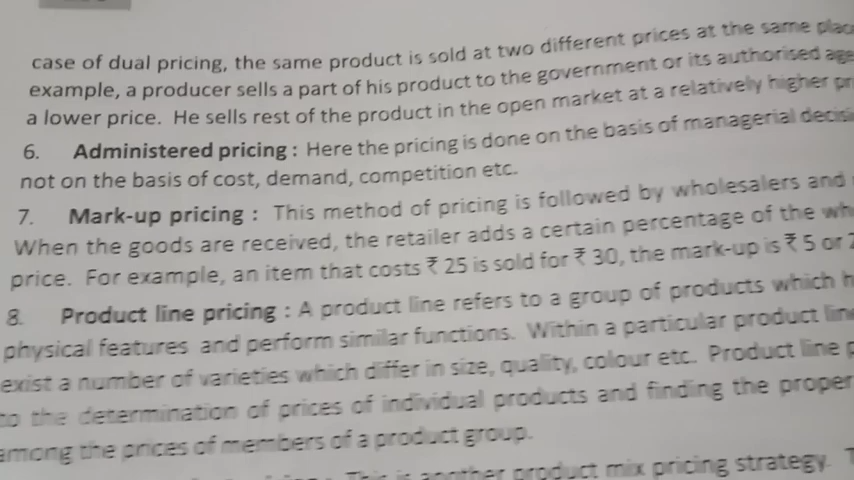 case of dual pricing, the same product is sold at two different prices at the same
example, a producer sells a part of his product to the government or its authorised
a lower price. He sells rest of the product in the open market at a relatively higher
6. Administered pricing : Here the pricing is done on the basis of managerial
not on the basis of cost, demand, competition etc.
7. Mark-up pricing : This method of pricing is followed by wholesalers and
When the goods are received, the retailer adds a certain percentage of the
price. For example, an item that costs ₹ 25 is sold for ₹ 30, the mark-up is ₹ 5 or
8. Product line pricing : A product line refers to a group of products which
physical features and perform similar functions. Within a particular product
exist a number of varieties which differ in size, quality, colour etc. Product line
to the determination of prices of individual products and finding the proper
among the prices of members of a product group.
This is another product mix pricing strategy.